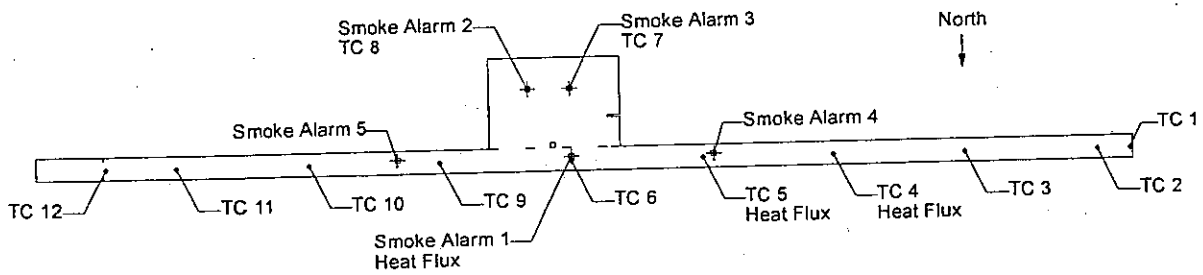 Smoke Alarm 2
TC 8
Smoke Alarm 3
TC 7
North
Smoke Alarm 5
Smoke Alarm 4
TC 1
TC 12
TC 11
TC 10
TC 9
TC 6
TC 5
Heat Flux
TC 4
Heat Flux
TC 3
TC 2
Smoke Alarm 1
Heat Flux